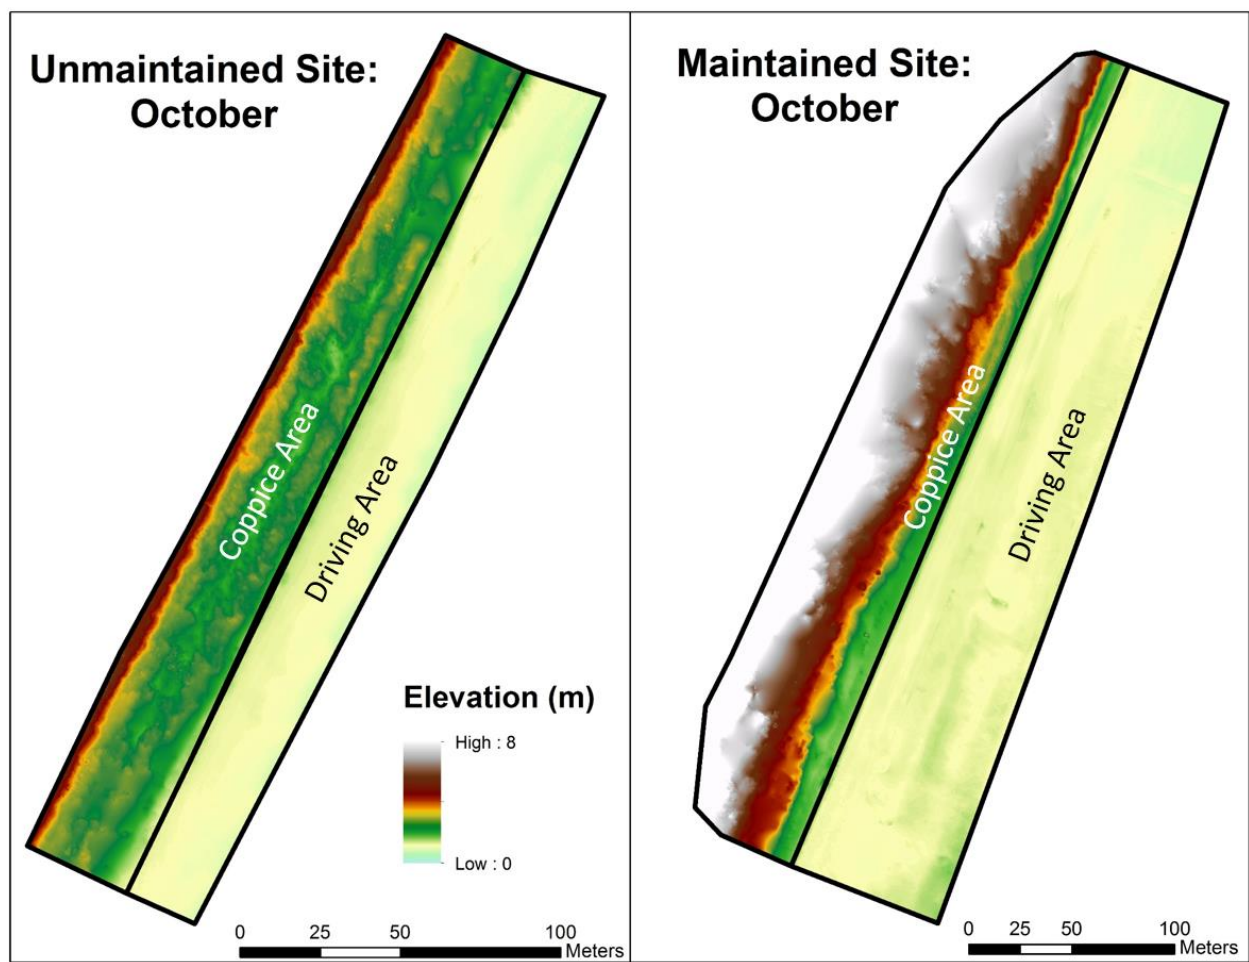 Unmaintained Site:
October
Coppice Area
Driving Area
Elevation (m)
High : 8
Low : 0
0 25 50 100
Meters
Maintained Site:
October
Coppice Area
Driving Area
0 25 50 100
Meters